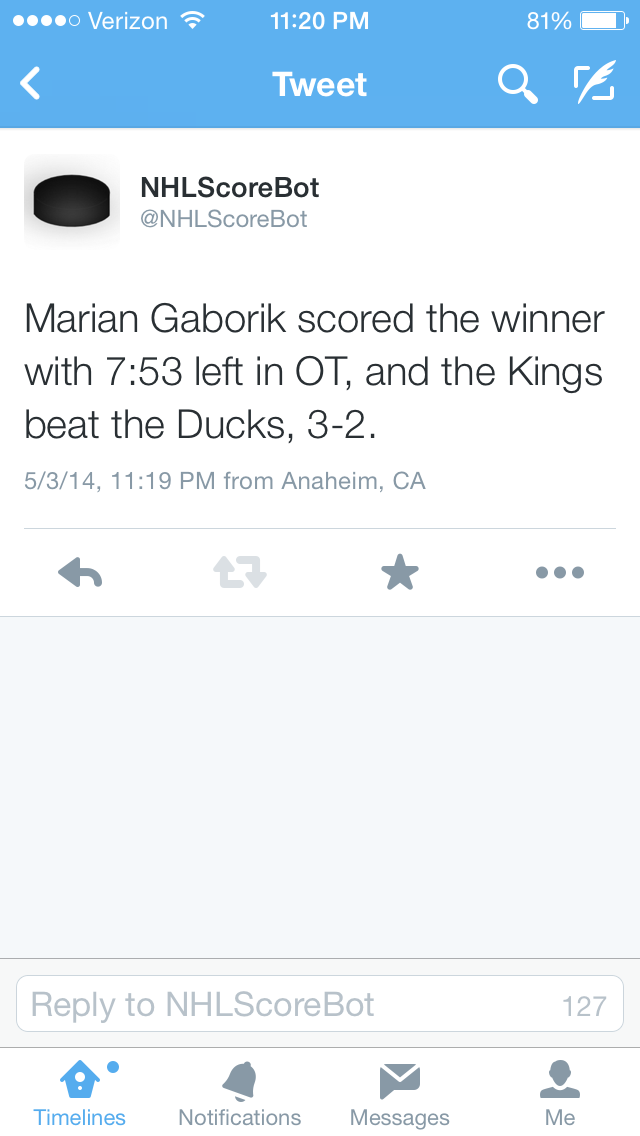 Verizon 11:20 PM 81%
Tweet
NHLScoreBot
@NHLScoreBot
Marian Gaborik scored the winner
with 7:53 left in OT, and the Kings
beat the Ducks, 3-2.
5/3/14, 11:19 PM from Anaheim, CA
Reply to NHLScoreBot 127
Timelines Notifications Messages Me